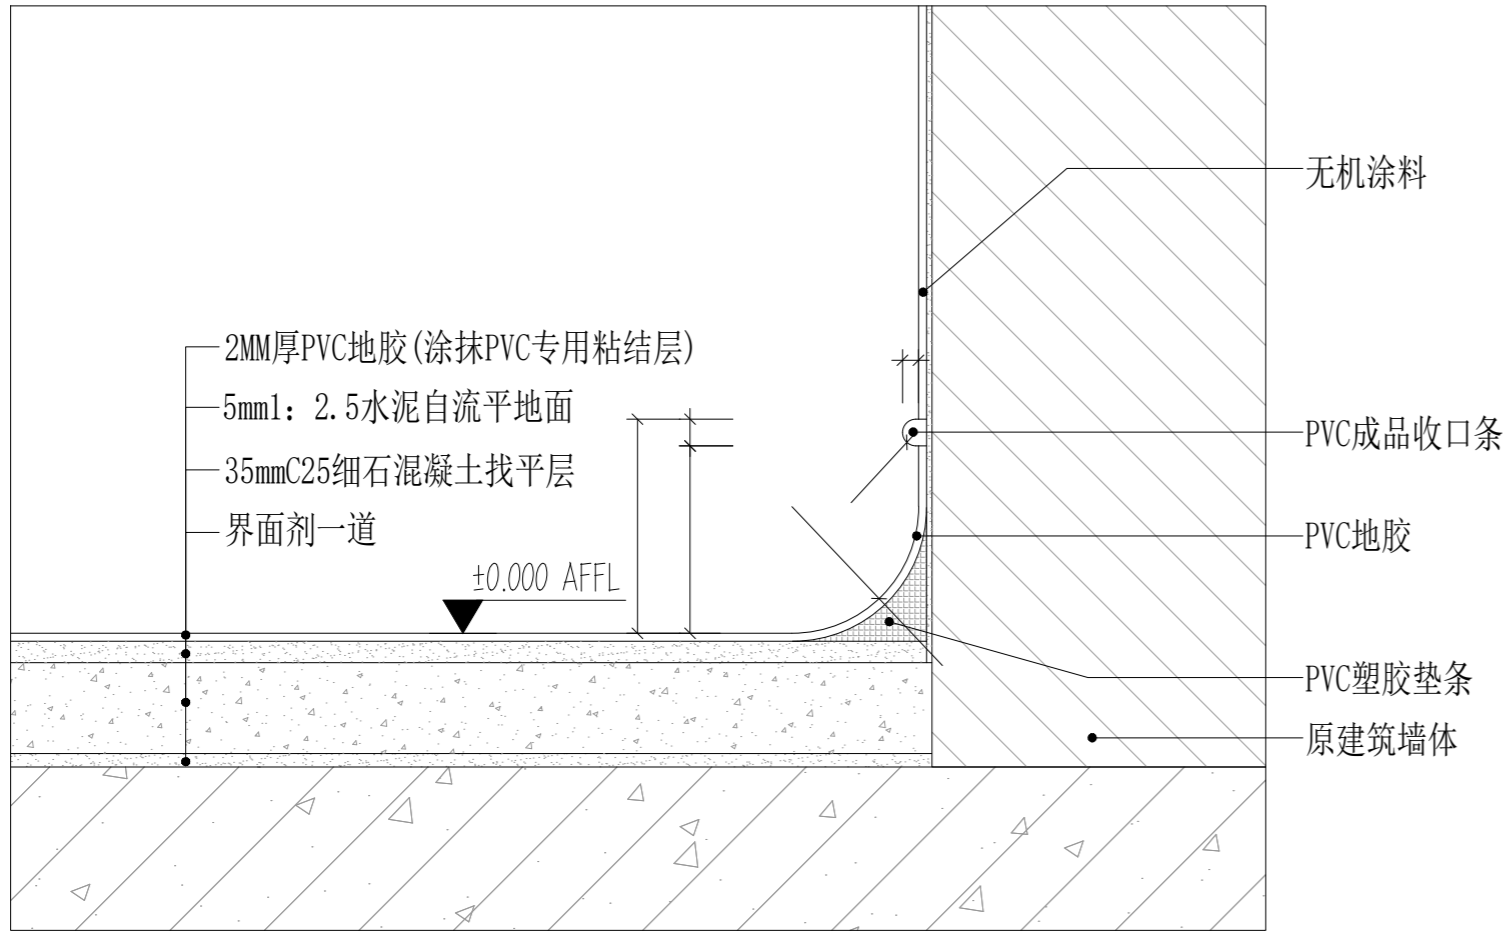 无机涂料
2MM厚PVC地胶(涂抹PVC专用粘结层)
5mm1: 2.5水泥自流平地面
35mmC25细石混凝土找平层
界面剂一道
±0.000 AFFL
PVC成品收口条
PVC地胶
PVC塑胶垫条
原建筑墙体